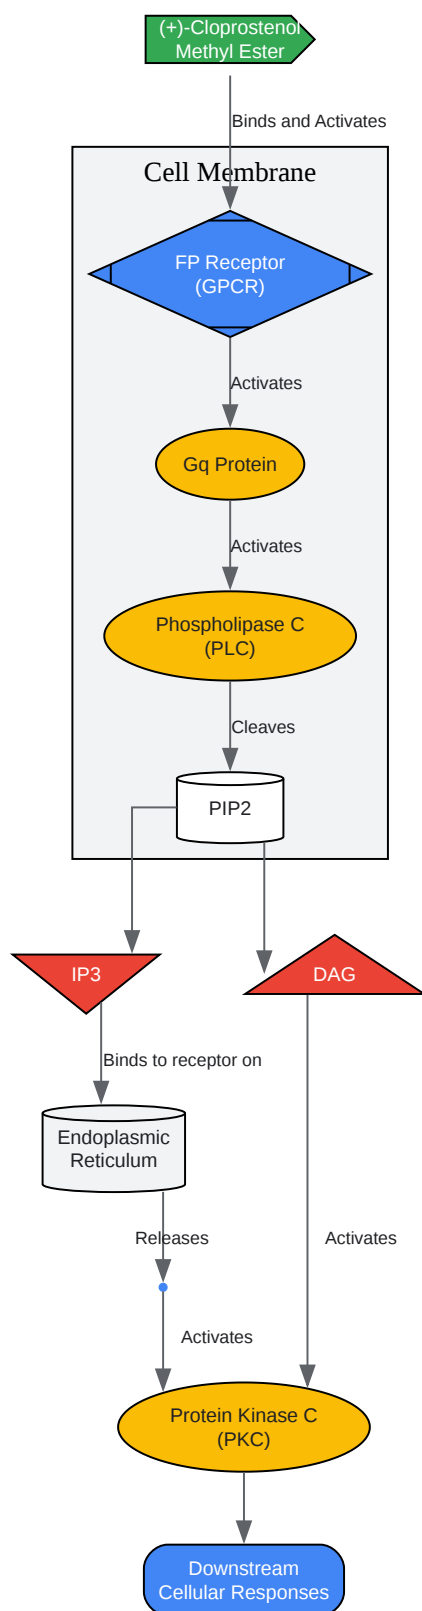 (+)-Cloprostenol
Methyl Ester
Binds and Activates
Cell Membrane
FP Receptor
(GPCR)
Activates
Gq Protein
Activates
Phospholipase C
(PLC)
Cleaves
PIP2
IP3
DAG
Binds to receptor on
Endoplasmic
Reticulum
Releases
Activates
Activates
Protein Kinase C
(PKC)
Downstream
Cellular Responses